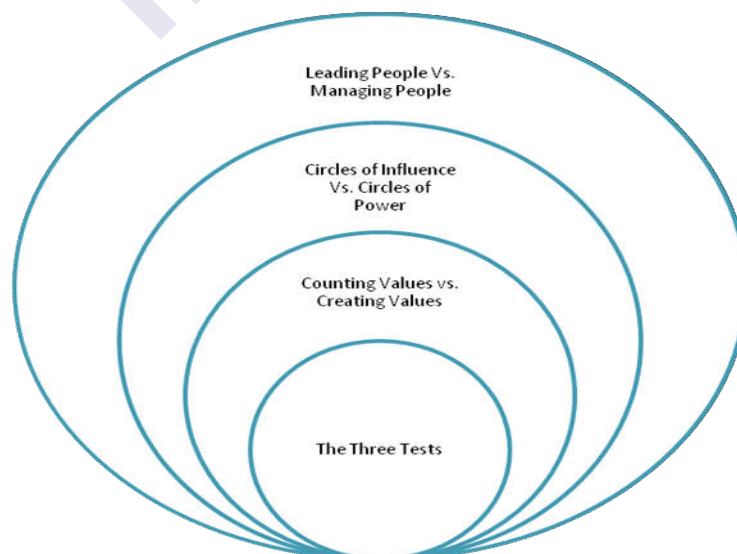 Leading People Vs.
Managing People
Circles of Influence
Vs. Circles of
Power
Counting Values vs.
Creating Values
The Three Tests